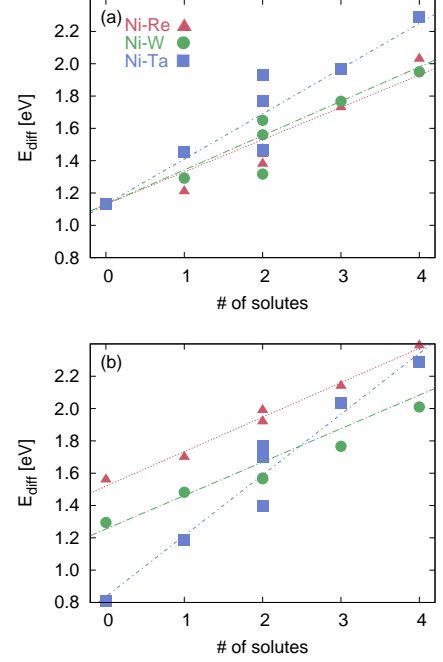 (a)
Ni-Re
Ni-W
Ni-Ta
2.2
2.0
1.8
1.6
1.4
1.2
1.0
0.8
E_diff [eV]
0 1 2 3 4
# of solutes
(b)
2.2
2.0
1.8
1.6
1.4
1.2
1.0
0.8
E_diff [eV]
0 1 2 3 4
# of solutes